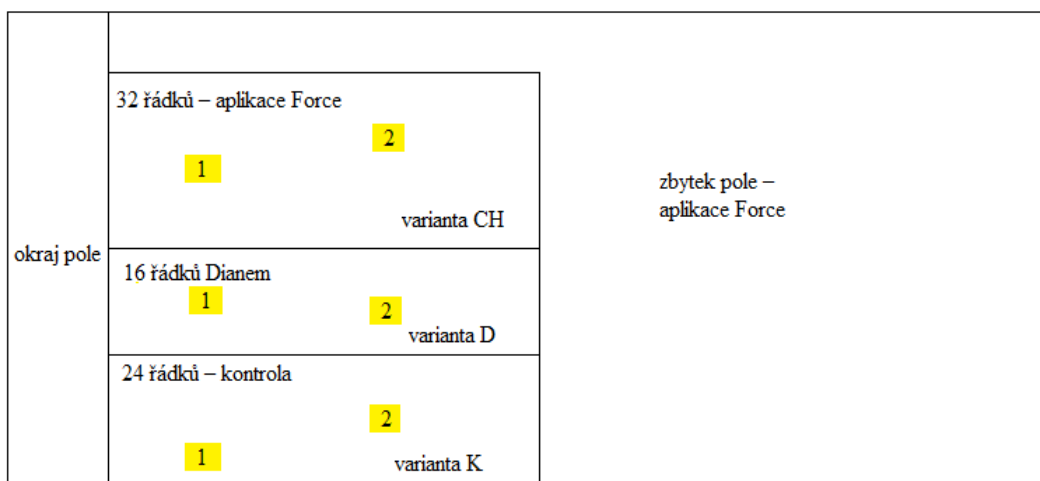 okraj pole
32 řádků – aplikace Force
2
1
varianta CH
16 řádků Dianem
1
2
varianta D
24 řádků – kontrola
2
1
varianta K
zbytek pole –
aplikace Force